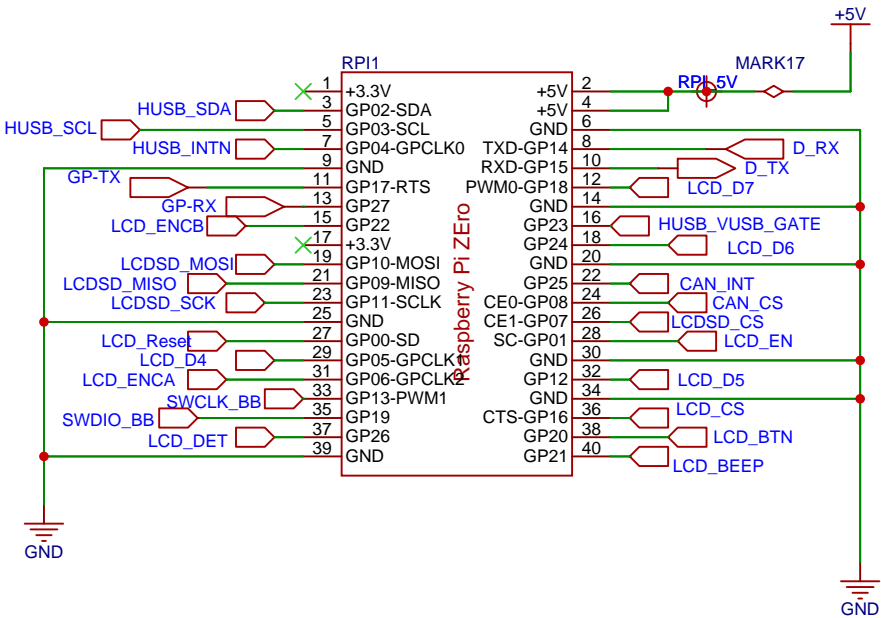 +5V
RPI1
MARK17
RPI_5V
HUSB_SDA
HUSB_SCL
HUSB_INTN
GP-TX
GP-RX
LCD_ENCB
LCDSD_MOSI
LCDSD_MISO
LCDSD_SCK
LCD_Reset
LCD_D4
LCD_ENCA
SWCLK_BB
SWDIO_BB
LCD_DET
GND
1 +3.3V
3 GP02-SDA
5 GP03-SCL
7 GP04-GPCLK0
9 GND
11 GP17-RTS
13 GP27
15 GP22
17 +3.3V
19 GP10-MOSI
21 GP09-MISO
23 GP11-SCLK
25 GND
27 GP00-SD
29 GP05-GPCLK1
31 GP06-GPCLK2
33 GP13-PWM1
35 GP19
37 GP26
39 GND
Raspberry Pi ZEro
+5V 2
+5V 4
GND 6
TXD-GP14 8
RXD-GP15 10
PWM0-GP18 12
GND 14
GP23 16
GP24 18
GND 20
GP25 22
CE0-GP08 24
CE1-GP07 26
SC-GP01 28
GND 30
GP12 32
GND 34
CTS-GP16 36
GP20 38
GP21 40
D_RX
D_TX
LCD_D7
HUSB_VUSB_GATE
LCD_D6
CAN_INT
CAN_CS
LCDSD_CS
LCD_EN
LCD_D5
LCD_CS
LCD_BTN
LCD_BEEP
GND